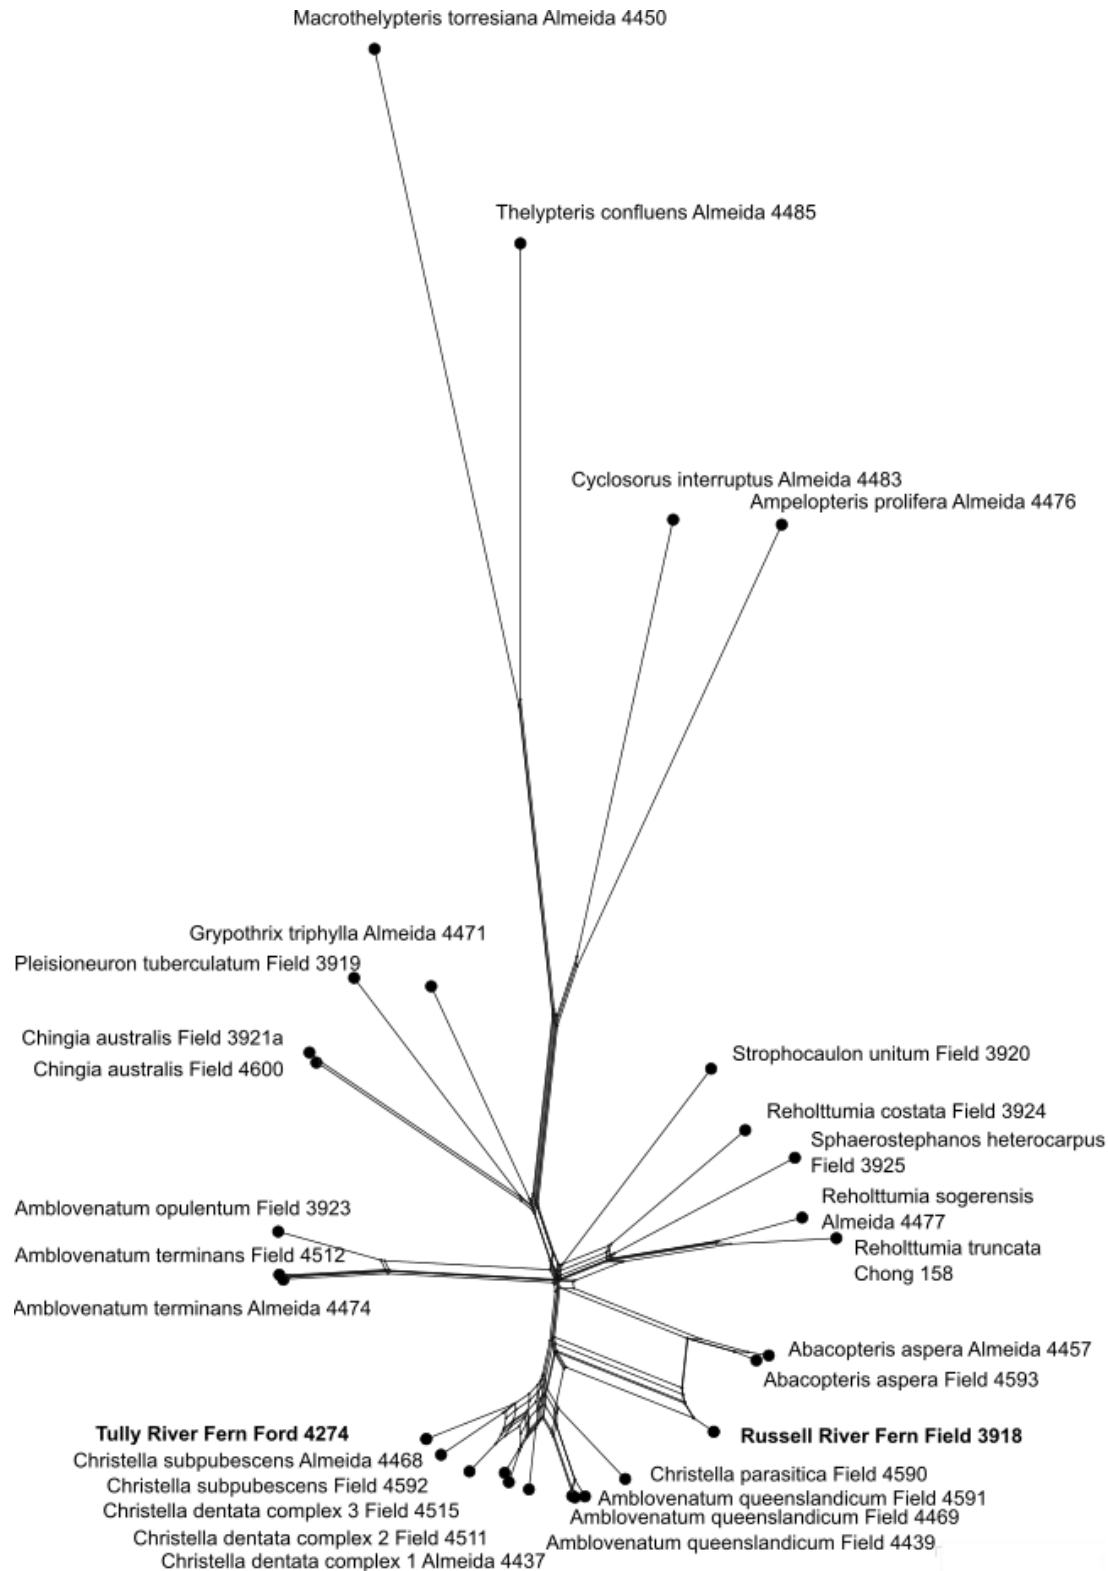 Macrothelypteris torresiana Almeida 4450
Thelypteris confluens Almeida 4485
Cyclosorus interruptus Almeida 4483
Ampelopteris prolifera Almeida 4476
Grypothrix triphylla Almeida 4471
Pleisioneuron tuberculatum Field 3919
Chingia australis Field 3921a
Chingia australis Field 4600
Strophocaulon unitum Field 3920
Reholttumia costata Field 3924
Sphaerostephanos heterocarpus
Field 3925
Reholttumia sogerensis
Almeida 4477
Reholttumia truncata
Chong 158
Amblovenatum opulentum Field 3923
Amblovenatum terminans Field 4512
Amblovenatum terminans Almeida 4474
Abacopteris aspera Almeida 4457
Abacopteris aspera Field 4593
Tully River Fern Ford 4274
Christella subpubescens Almeida 4468
Christella subpubescens Field 4592
Christella dentata complex 3 Field 4515
Christella dentata complex 2 Field 4511
Christella dentata complex 1 Almeida 4437
Russell River Fern Field 3918
Christella parasitica Field 4590
Amblovenatum queenslandicum Field 4591
Amblovenatum queenslandicum Field 4469
Amblovenatum queenslandicum Field 4439